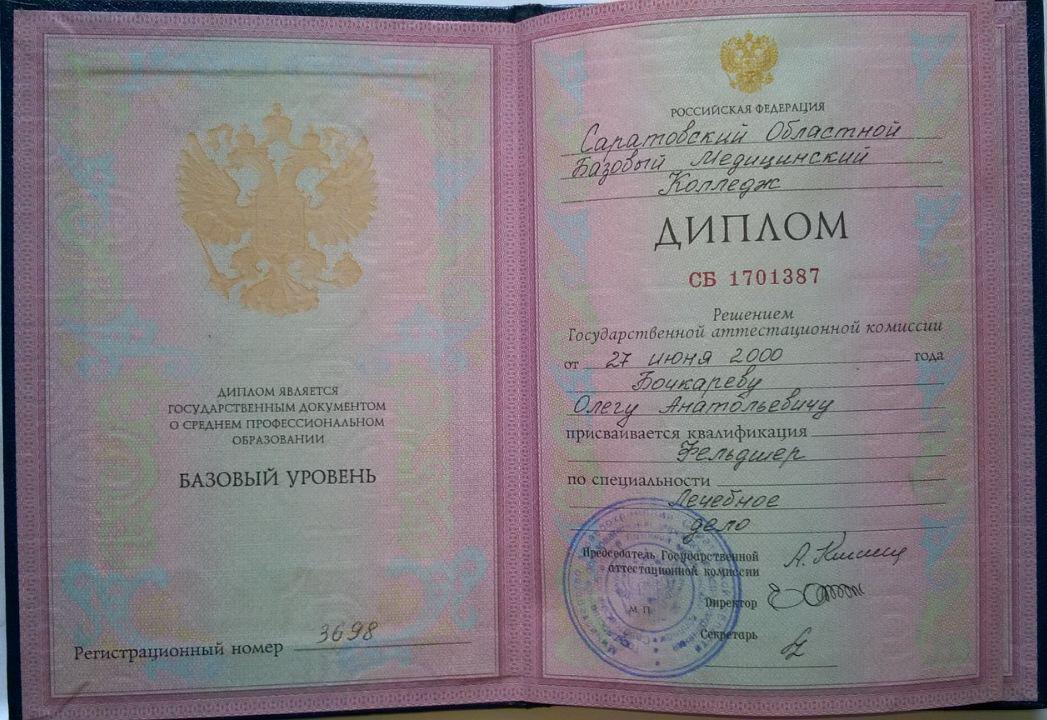 ДИПЛОМ ЯВЛЯЕТСЯ
ГОСУДАРСТВЕННЫМ ДОКУМЕНТОМ
О СРЕДНЕМ ПРОФЕССИОНАЛЬНОМ
ОБРАЗОВАНИИ
БАЗОВЫЙ УРОВЕНЬ
Регистрационный номер 3698
РОССИЙСКАЯ ФЕДЕРАЦИЯ
Саратовский Областной
Базовый Медицинский
Колледж
ДИПЛОМ
СБ 1701387
Решением
Государственной аттестационной комиссии
от 27 июня 2000 года
Бочкареву
Олегу Анатольевичу
присваивается квалификация
Фельдшер
по специальности
Лечебное
дело
Председатель Государственной
аттестационной комиссии
М.П.
Директор
Секретарь